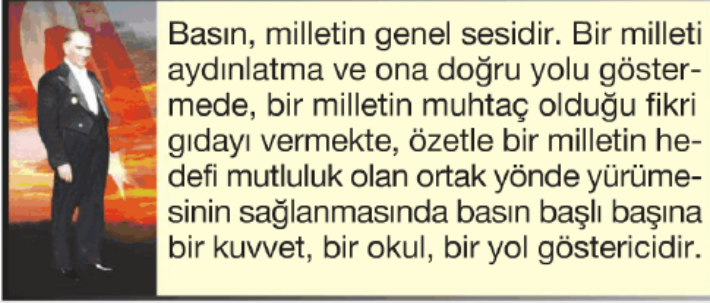 Basın, milletin genel sesidir. Bir milleti
aydınlatma ve ona doğru yolu göster-
mede, bir milletin muhtaç olduğu fikri
gıdayı vermekte, özetle bir milletin he-
defi mutluluk olan ortak yönde yürüme-
sinin sağlanmasında basın başlı başına
bir kuvvet, bir okul, bir yol göstericidir.